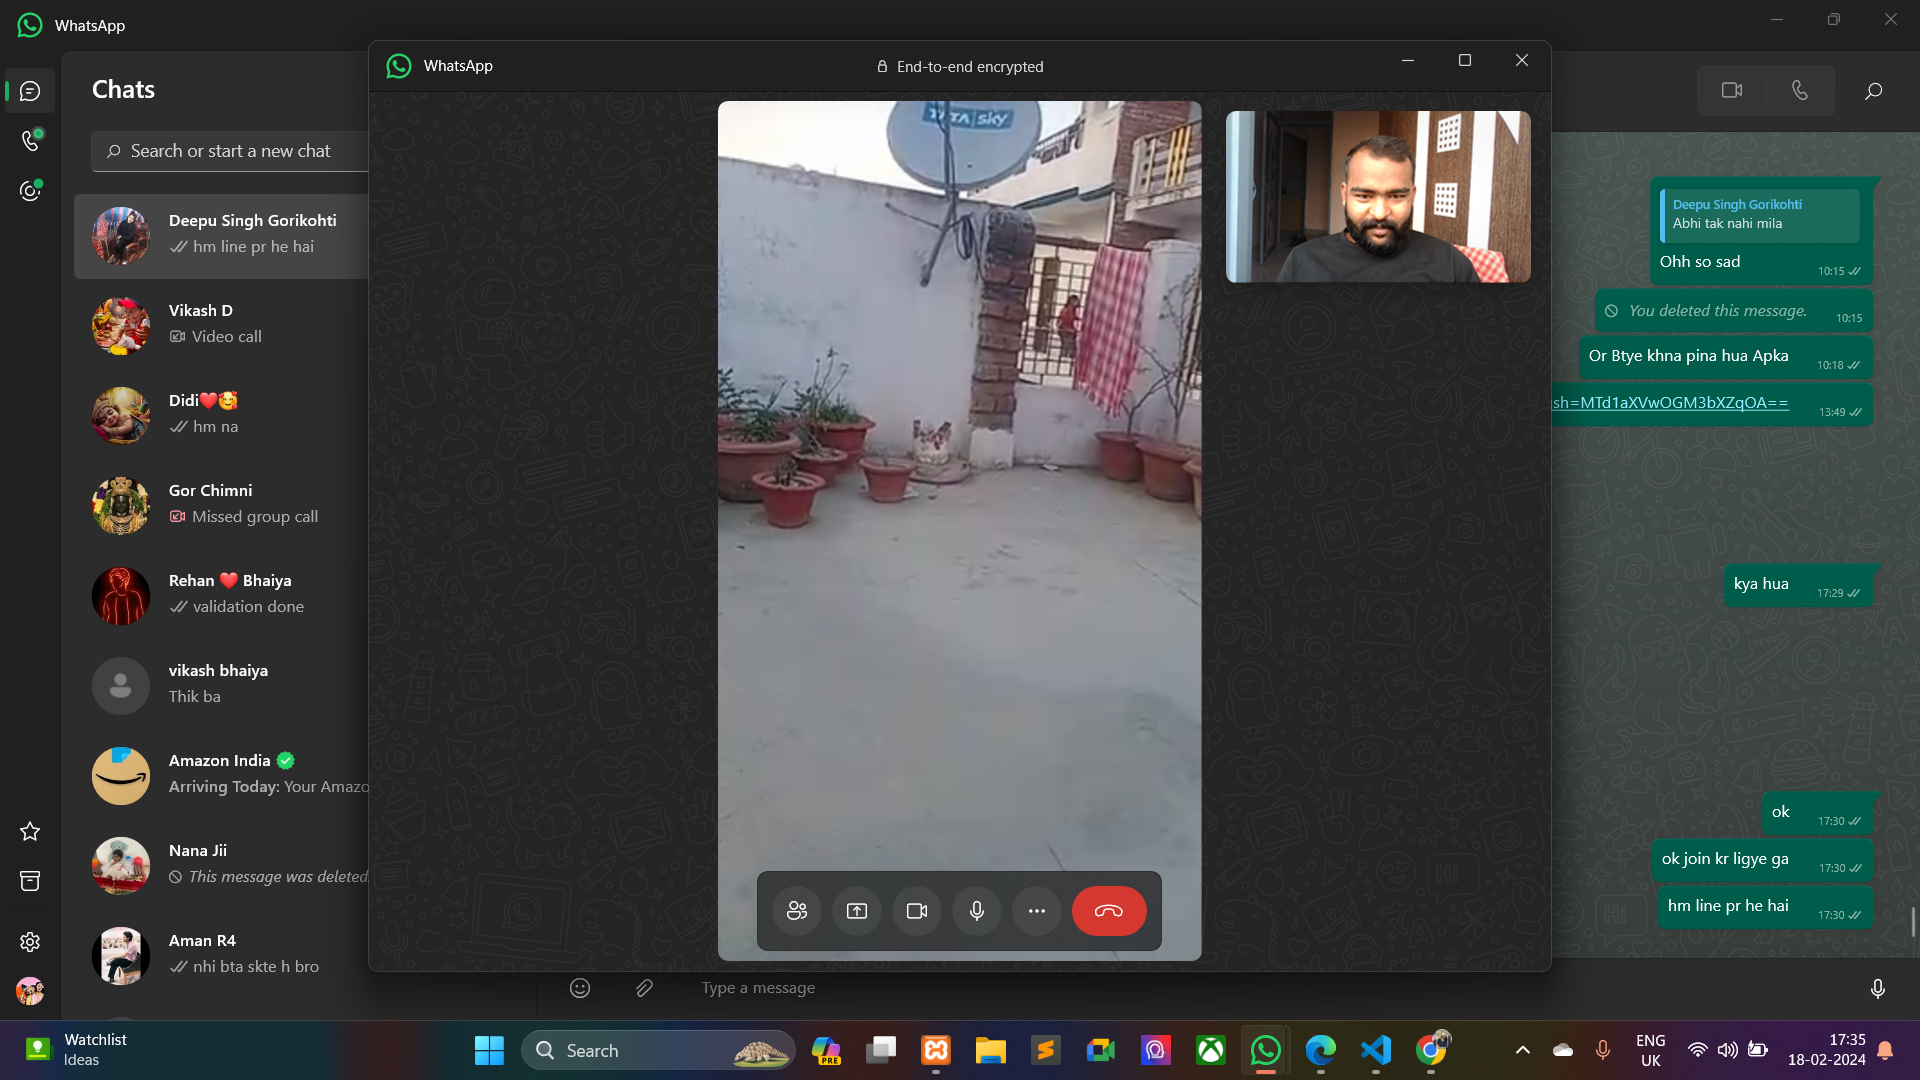 WhatsApp
WhatsApp
End-to-end encrypted
Chats
Search or start a new chat
Deepu Singh Gorikohti
hm line pr he hai
Vikash D
Video call
Didi❤️🥰
hm na
Gor Chimni
Missed group call
Rehan ❤️ Bhaiya
validation done
vikash bhaiya
Thik ba
Amazon India
Arriving Today: Your Amazo
Nana Jii
This message was deleted
Aman R4
nhi bta skte h bro
TATA sky
Deepu Singh Gorikohti
Abhi tak nahi mila
Ohh so sad
10:15
You deleted this message.
10:15
Or Btye khna pina hua Apka
10:18
sh=MTd1aXVwOGM3bXZqOA==
13:49
kya hua
17:29
ok
17:30
ok join kr ligye ga
17:30
hm line pr he hai
17:30
Type a message
Watchlist
Ideas
Search
PRE
ENG
UK
17:35
18-02-2024